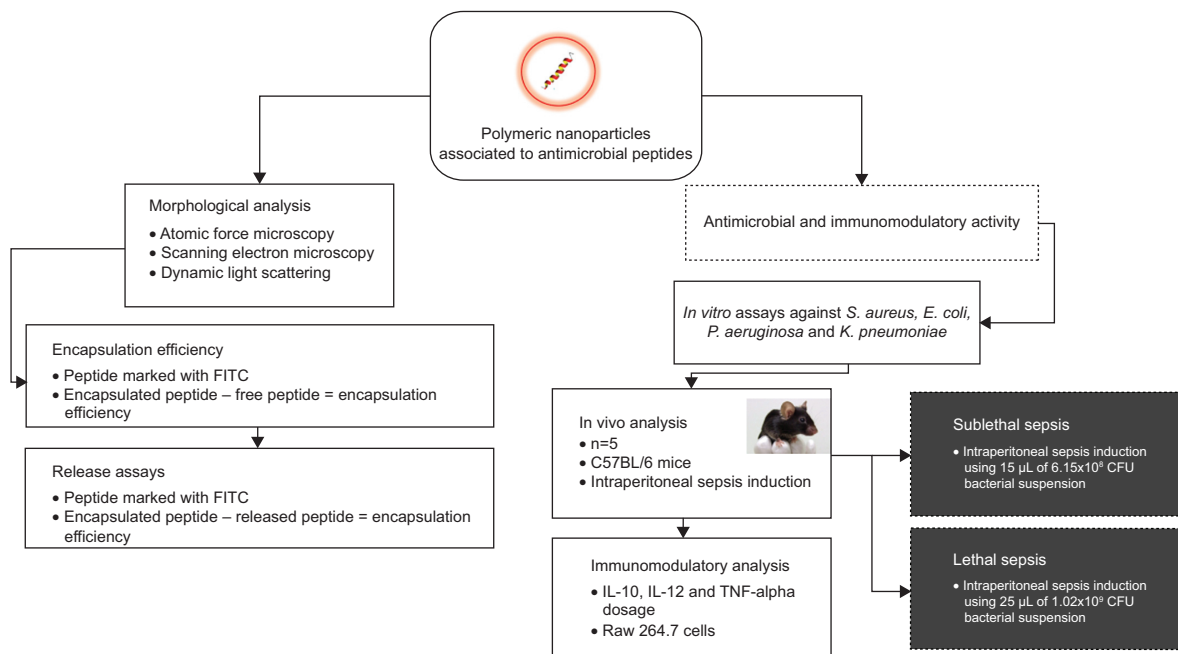 Polymeric nanoparticles
associated to antimicrobial peptides
Morphological analysis
• Atomic force microscopy
• Scanning electron microscopy
• Dynamic light scattering
Encapsulation efficiency
• Peptide marked with FITC
• Encapsulated peptide – free peptide = encapsulation
efficiency
Release assays
• Peptide marked with FITC
• Encapsulated peptide – released peptide = encapsulation
efficiency
Antimicrobial and immunomodulatory activity
In vitro assays against S. aureus, E. coli,
P. aeruginosa and K. pneumoniae
In vivo analysis
• n=5
• C57BL/6 mice
• Intraperitoneal sepsis induction
Immunomodulatory analysis
• IL-10, IL-12 and TNF-alpha
dosage
• Raw 264.7 cells
Sublethal sepsis
• Intraperitoneal sepsis induction
using 15 µL of 6.15x10⁸ CFU
bacterial suspension
Lethal sepsis
• Intraperitoneal sepsis induction
using 25 µL of 1.02x10⁹ CFU
bacterial suspension